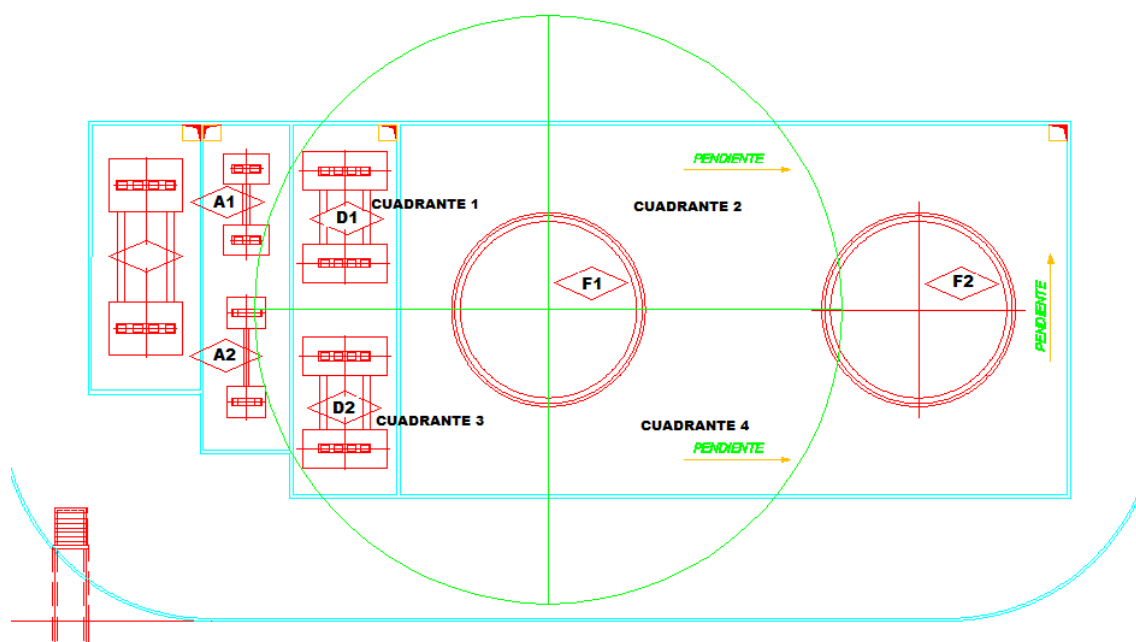 PENDIENTE
A1
CUADRANTE 1
CUADRANTE 2
D1
F1
F2
PENDIENTE
A2
D2
CUADRANTE 3
CUADRANTE 4
PENDIENTE